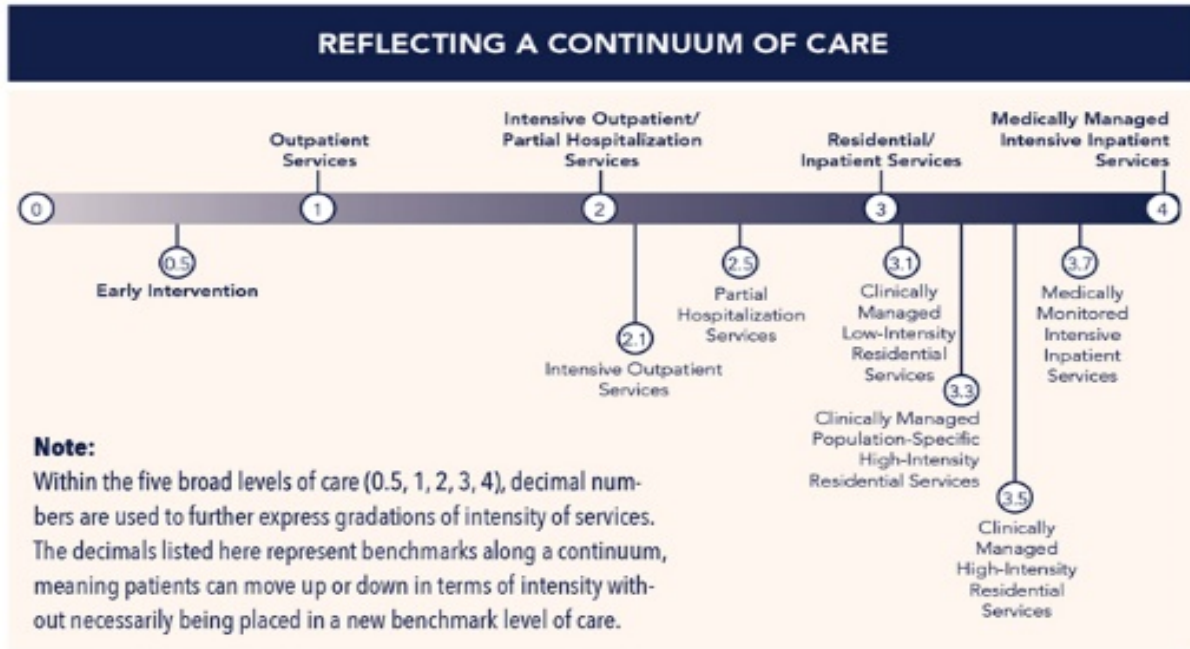 REFLECTING A CONTINUUM OF CARE
Outpatient
Services
Intensive Outpatient/
Partial Hospitalization
Services
Residential/
Inpatient Services
Medically Managed
Intensive Inpatient
Services
0
1
2
3
4
0.5
Early Intervention
2.1
Intensive Outpatient
Services
2.5
Partial
Hospitalization
Services
3.1
Clinically
Managed
Low-Intensity
Residential
Services
3.3
Clinically Managed
Population-Specific
High-Intensity
Residential Services
3.5
Clinically
Managed
High-Intensity
Residential
Services
3.7
Medically
Monitored
Intensive
Inpatient
Services
Note:
Within the five broad levels of care (0.5, 1, 2, 3, 4), decimal num-
bers are used to further express gradations of intensity of services.
The decimals listed here represent benchmarks along a continuum,
meaning patients can move up or down in terms of intensity with-
out necessarily being placed in a new benchmark level of care.